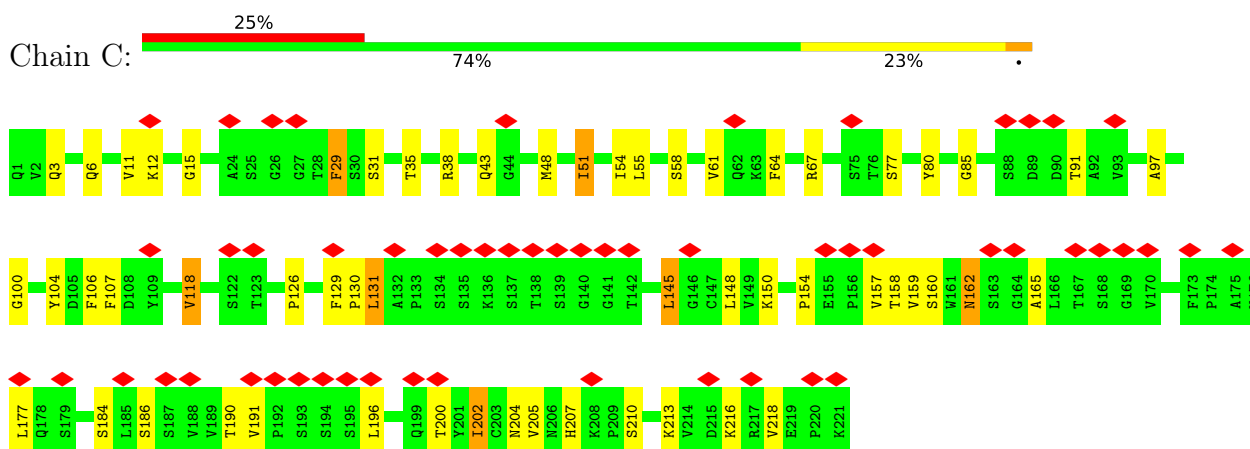 25%
Chain C:
74% 23% •
Q1 V2 Q3 Q6 V11 K12 G15 A24 S25 G26 G27 T28 F29 S30 S31 T35 R38 Q43 G44 M48 I51 I54 L55 S58 V61 Q62 K63 F64 R67 S75 T76 S77 Y80 G85 S88 D89 D90 T91 A92 V93 A97
G100 Y104 D105 F106 F107 D108 Y109 V118 S122 T123 P126 F129 P130 L131 A132 P133 S134 S135 K136 S137 T138 S139 G140 G141 T142 L145 G146 C147 L148 V149 K150 P154 E155 P156 V157 T158 V159 S160 W161 N162 S163 G164 A165 L166 T167 S168 G169 V170 F173 P174 A175
L177 Q178 S179 S184 L185 S186 S187 V188 V189 T190 V191 P192 S193 S194 S195 L196 Q199 T200 Y201 I202 C203 N204 V205 N206 H207 K208 P209 S210 K213 V214 D215 K216 R217 V218 E219 P220 K221